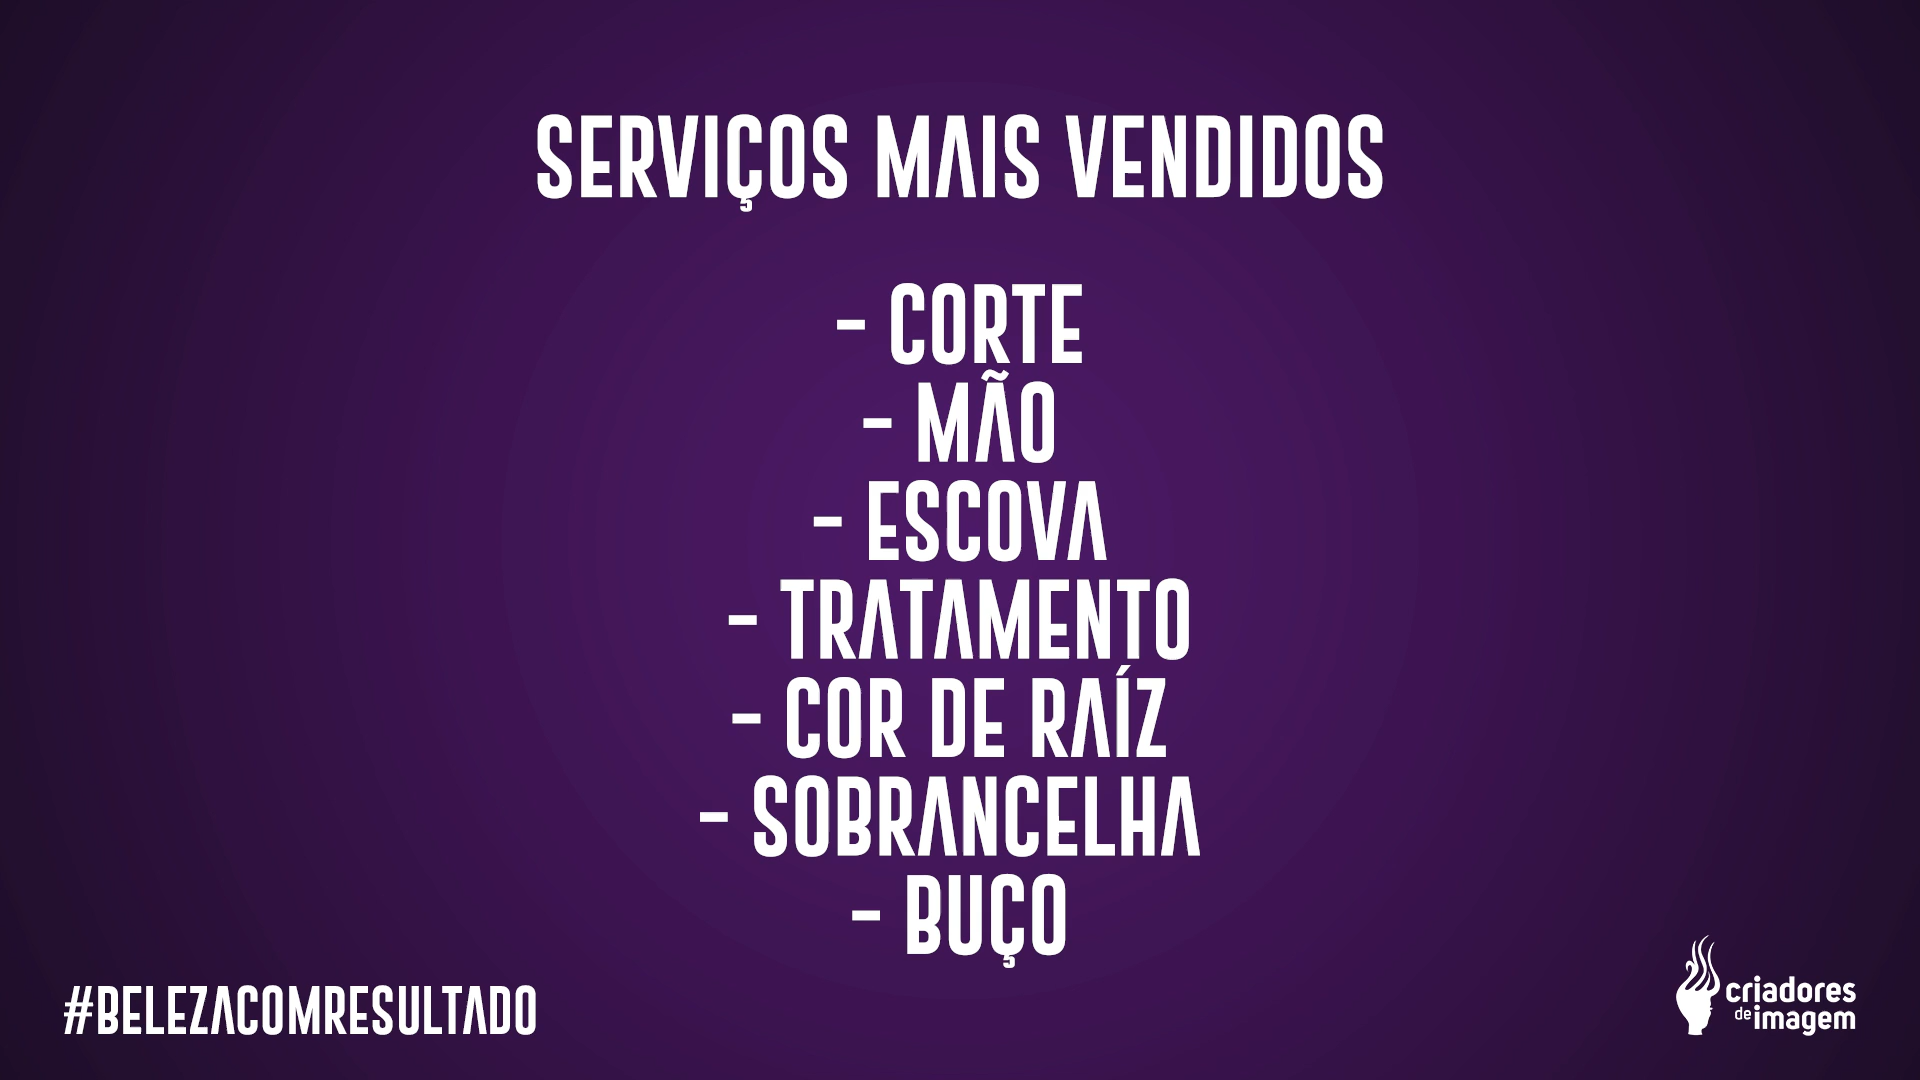 SERVIÇOS MAIS VENDIDOS
- CORTE
- MÃO
- ESCOVA
- TRATAMENTO
- COR DE RAÍZ
- SOBRANCELHA
- BUÇO
#BELEZACOMRESULTADO
criadores
de imagem